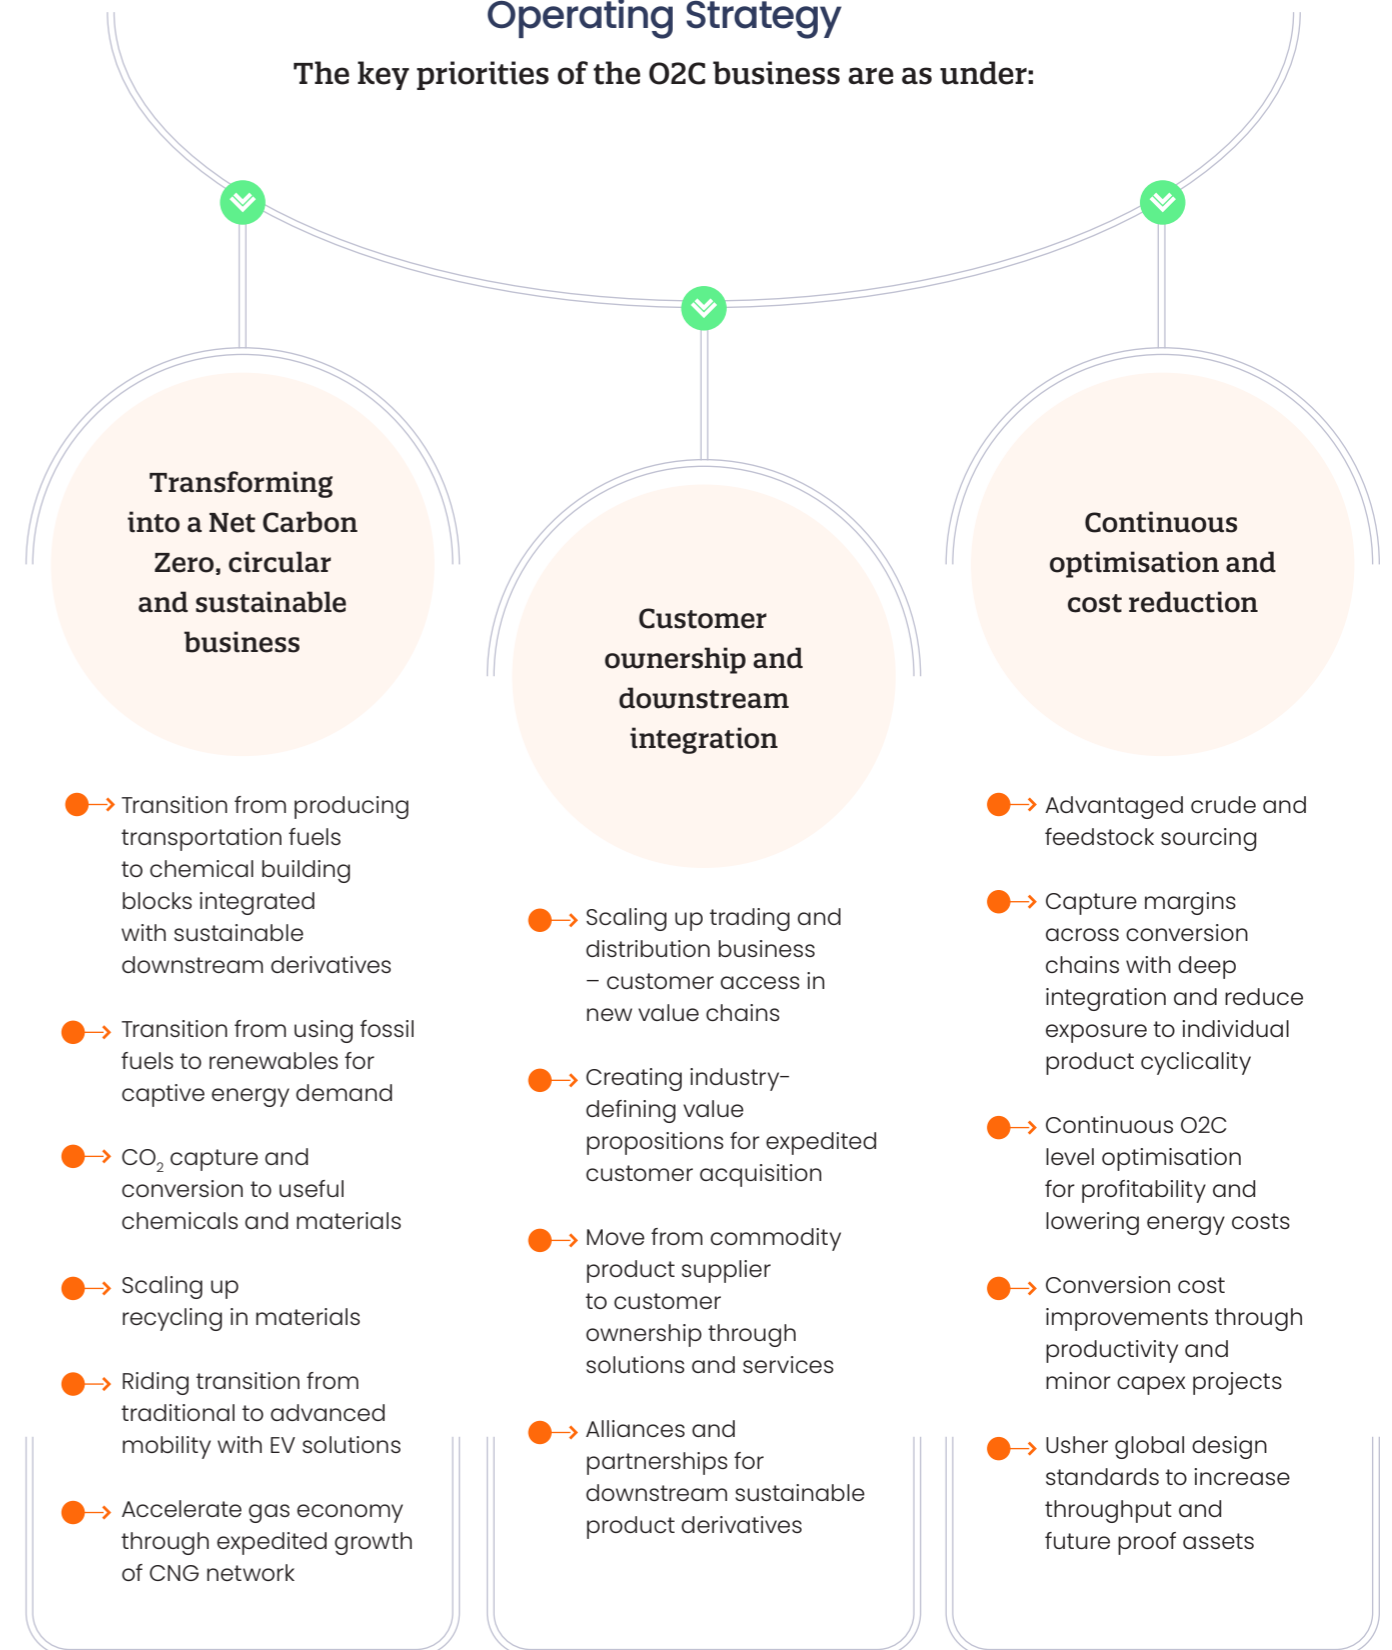 Operating Strategy
The key priorities of the O2C business are as under:
Transforming
into a Net Carbon
Zero, circular
and sustainable
business
Transition from producing
transportation fuels
to chemical building
blocks integrated
with sustainable
downstream derivatives
Transition from using fossil
fuels to renewables for
captive energy demand
CO₂ capture and
conversion to useful
chemicals and materials
Scaling up
recycling in materials
Riding transition from
traditional to advanced
mobility with EV solutions
Accelerate gas economy
through expedited growth
of CNG network
Customer
ownership and
downstream
integration
Scaling up trading and
distribution business
– customer access in
new value chains
Creating industry-
defining value
propositions for expedited
customer acquisition
Move from commodity
product supplier
to customer
ownership through
solutions and services
Alliances and
partnerships for
downstream sustainable
product derivatives
Continuous
optimisation and
cost reduction
Advantaged crude and
feedstock sourcing
Capture margins
across conversion
chains with deep
integration and reduce
exposure to individual
product cyclicality
Continuous O2C
level optimisation
for profitability and
lowering energy costs
Conversion cost
improvements through
productivity and
minor capex projects
Usher global design
standards to increase
throughput and
future proof assets